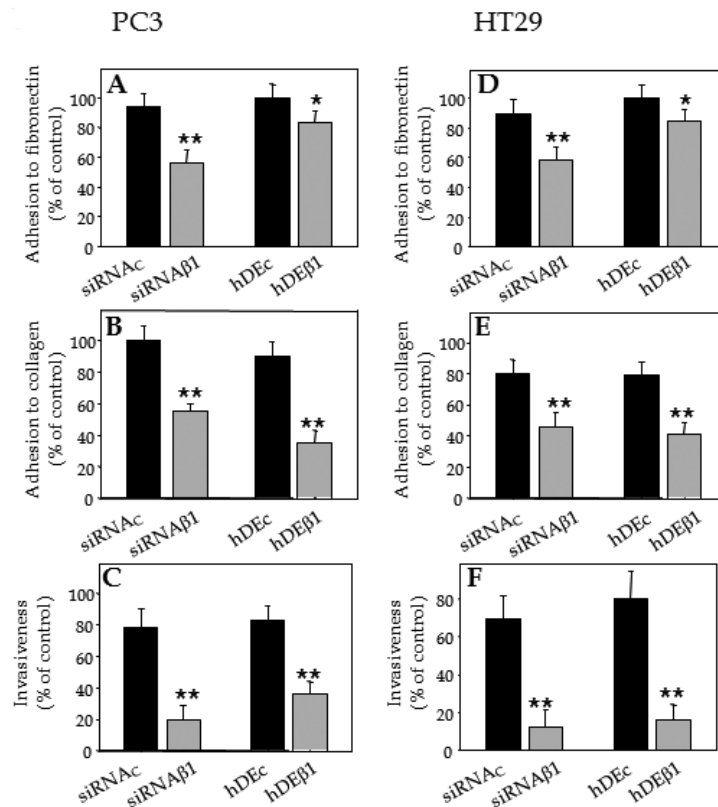 PC3
HT29
A
Adhesion to fibronectin
(% of control)
100
80
60
40
20
0
**
*
siRNAc
siRNAβ1
hDEc
hDEβ1
D
Adhesion to fibronectin
(% of control)
100
80
60
40
20
0
**
*
siRNAc
siRNAβ1
hDEc
hDEβ1
B
Adhesion to collagen
(% of control)
100
80
60
40
20
0
**
**
siRNAc
siRNAβ1
hDEc
hDEβ1
E
Adhesion to collagen
(% of control)
100
80
60
40
20
0
**
**
siRNAc
siRNAβ1
hDEc
hDEβ1
C
Invasiveness
(% of control)
80
60
40
20
0
**
**
siRNAc
siRNAβ1
hDEc
hDEβ1
F
Invasiveness
(% of control)
80
60
40
20
0
**
**
siRNAc
siRNAβ1
hDEc
hDEβ1